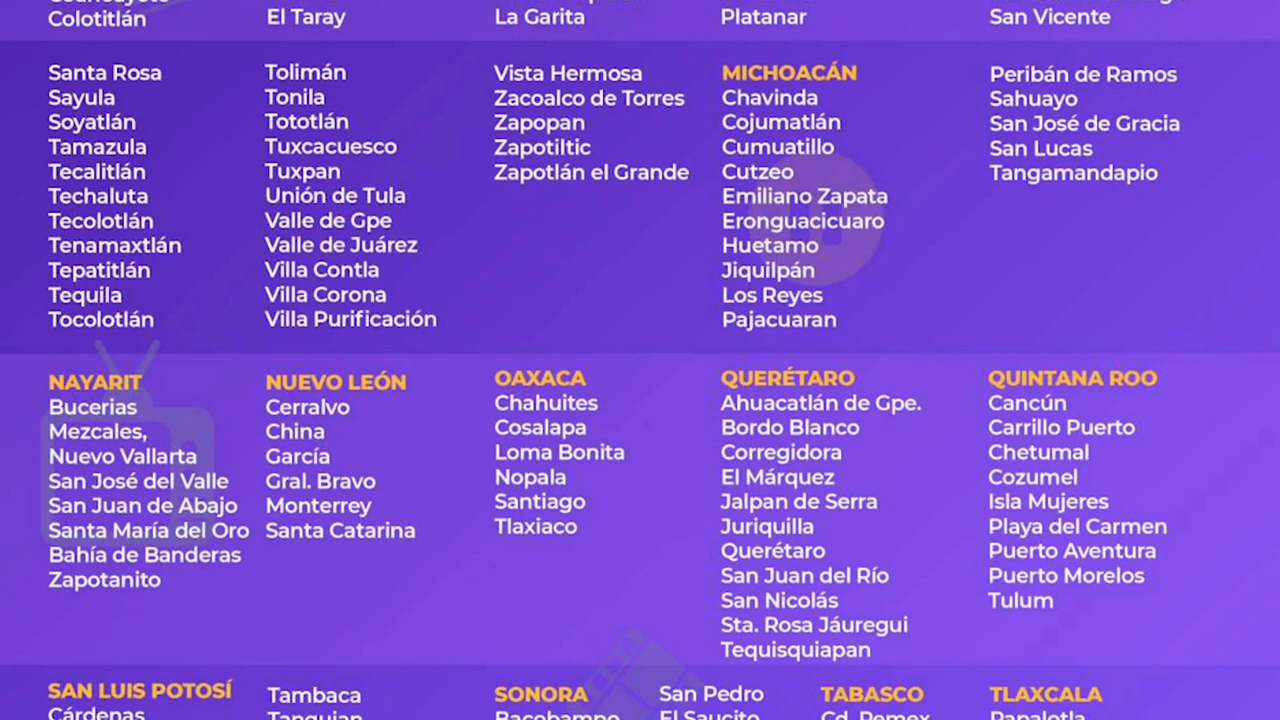 Colotitlán
El Taray
La Garita
Platanar
San Vicente
Santa Rosa
Sayula
Soyatlán
Tamazula
Tecalitlán
Techaluta
Tecolotlán
Tenamaxtlán
Tepatitlán
Tequila
Tocolotlán
Tolimán
Tonila
Tototlán
Tuxcacuesco
Tuxpan
Unión de Tula
Valle de Gpe
Valle de Juárez
Villa Contla
Villa Corona
Villa Purificación
Vista Hermosa
Zacoalco de Torres
Zapopan
Zapotiltic
Zapotlán el Grande
MICHOACÁN
Chavinda
Cojumatlán
Cumuatillo
Cutzeo
Emiliano Zapata
Eronguacicuaro
Huetamo
Jiquilpán
Los Reyes
Pajacuaran
Peribán de Ramos
Sahuayo
San José de Gracia
San Lucas
Tangamandapio
NAYARIT
Bucerias
Mezcales,
Nuevo Vallarta
San José del Valle
San Juan de Abajo
Santa María del Oro
Bahía de Banderas
Zapotanito
NUEVO LEÓN
Cerralvo
China
García
Gral. Bravo
Monterrey
Santa Catarina
OAXACA
Chahuites
Cosalapa
Loma Bonita
Nopala
Santiago
Tlaxiaco
QUERÉTARO
Ahuacatlán de Gpe.
Bordo Blanco
Corregidora
El Márquez
Jalpan de Serra
Juriquilla
Querétaro
San Juan del Río
San Nicolás
Sta. Rosa Jáuregui
Tequisquiapan
QUINTANA ROO
Cancún
Carrillo Puerto
Chetumal
Cozumel
Isla Mujeres
Playa del Carmen
Puerto Aventura
Puerto Morelos
Tulum
SAN LUIS POTOSÍ
Cárdenas
Tambaca
Tanquian
SONORA
Bacobampo
San Pedro
El Saucito
TABASCO
Cd. Pemex
TLAXCALA
Papalotla